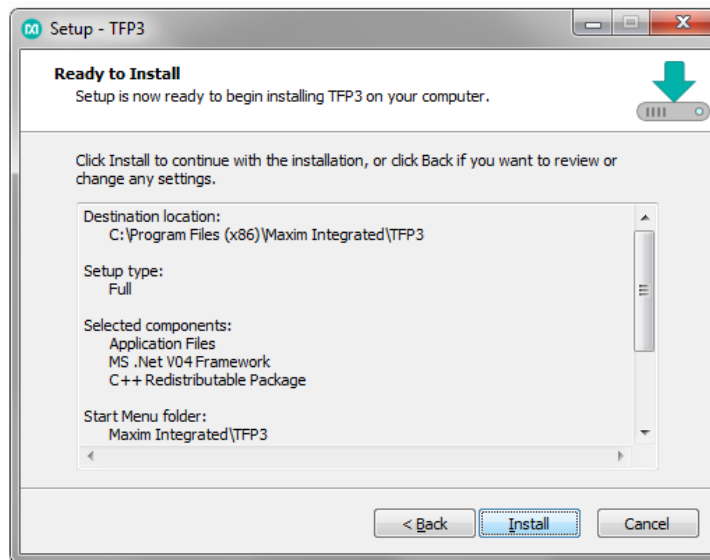 Setup - TFP3
Ready to Install
Setup is now ready to begin installing TFP3 on your computer.
Click Install to continue with the installation, or click Back if you want to review or
change any settings.
Destination location:
C:\Program Files (x86)\Maxim Integrated\TFP3
Setup type:
Full
Selected components:
Application Files
MS .Net V04 Framework
C++ Redistributable Package
Start Menu folder:
Maxim Integrated\TFP3
< Back
Install
Cancel